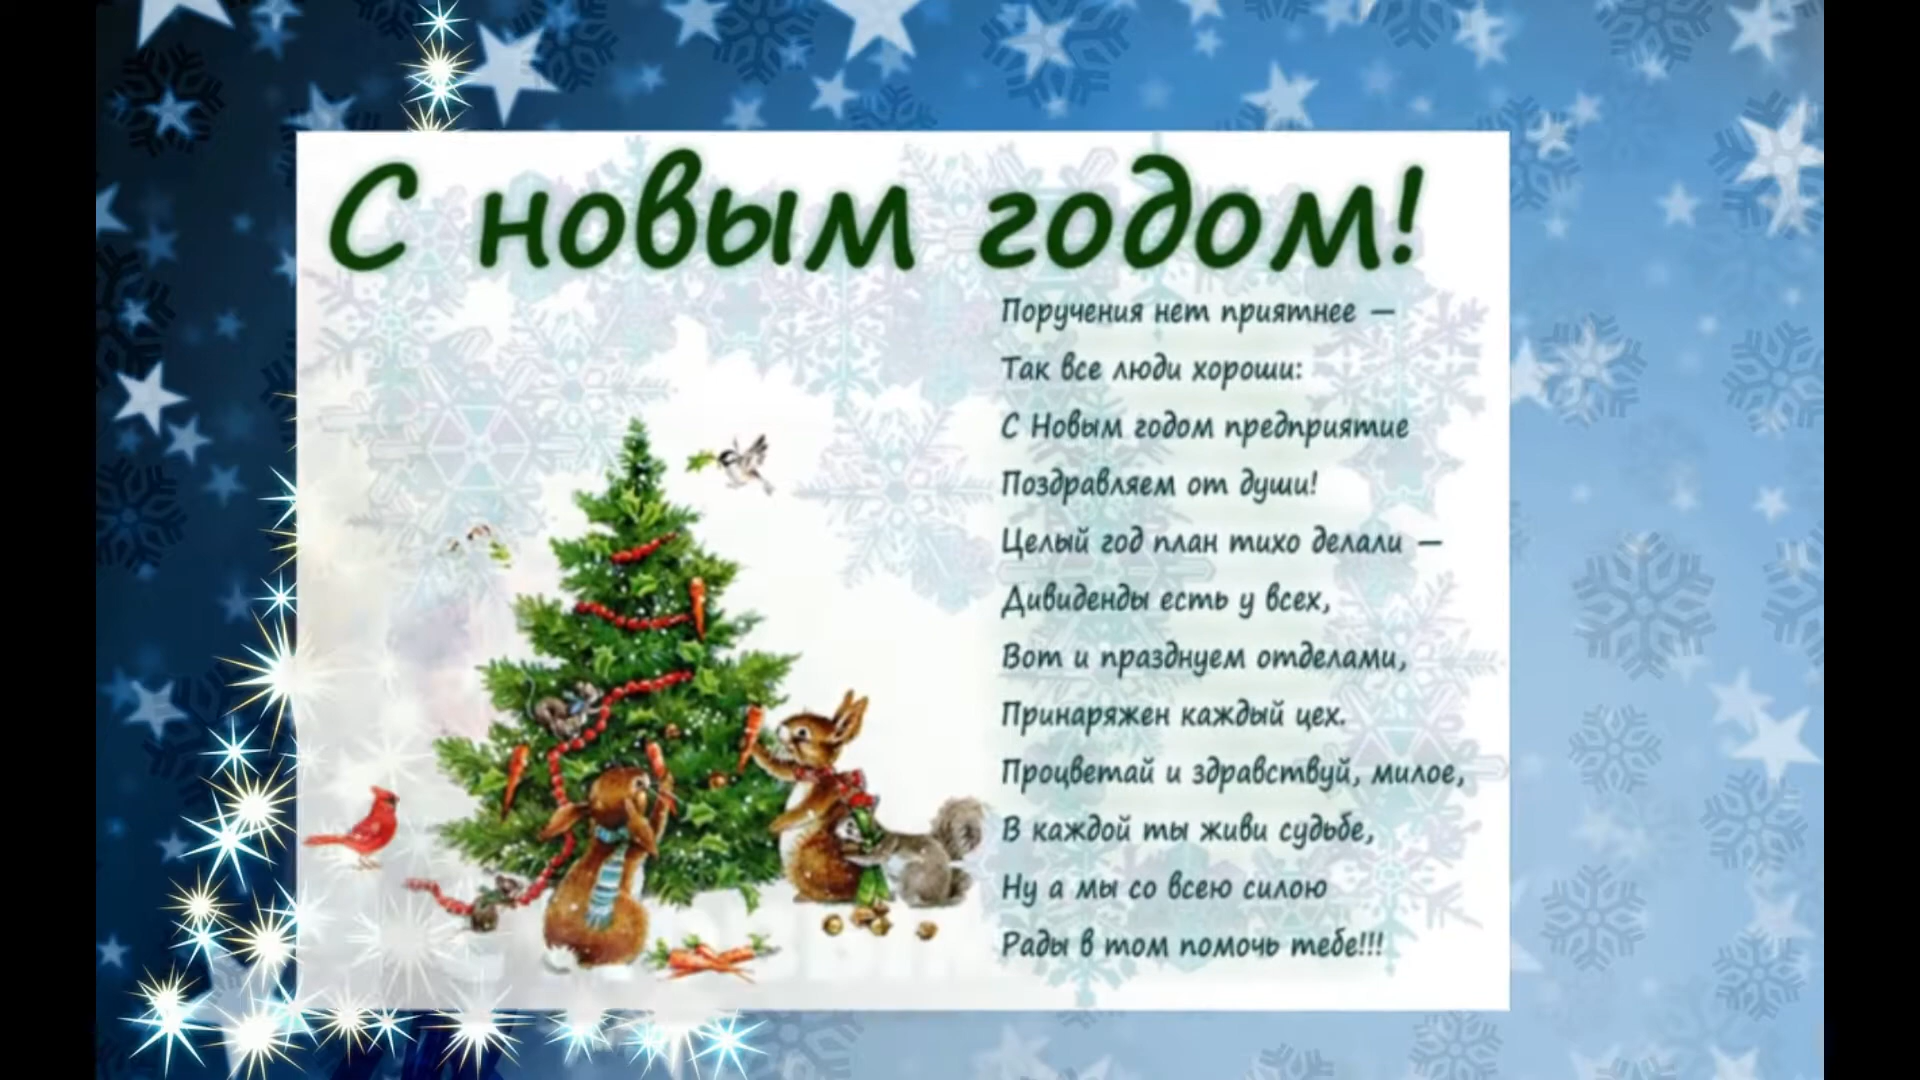 С новым годом!
Поручения нет приятнее –
Так все люди хороши:
С Новым годом предприятие
Поздравляем от души!
Целый год план тихо делали –
Дивиденды есть у всех,
Вот и празднуем отделами,
Принаряжен каждый цех.
Процветай и здравствуй, милое,
В каждой ты живи судьбе,
Ну а мы со всею силою
Рады в том помочь тебе!!!